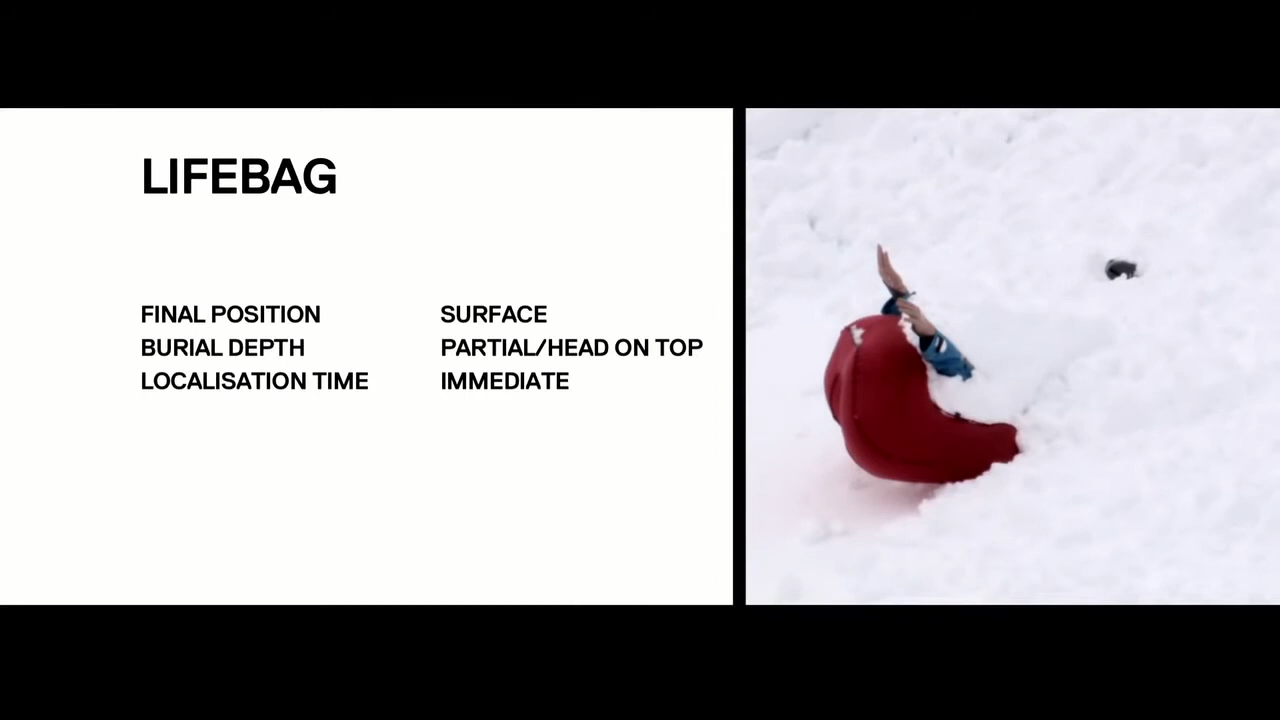 LIFEBAG
FINAL POSITION SURFACE
BURIAL DEPTH PARTIAL/HEAD ON TOP
LOCALISATION TIME IMMEDIATE